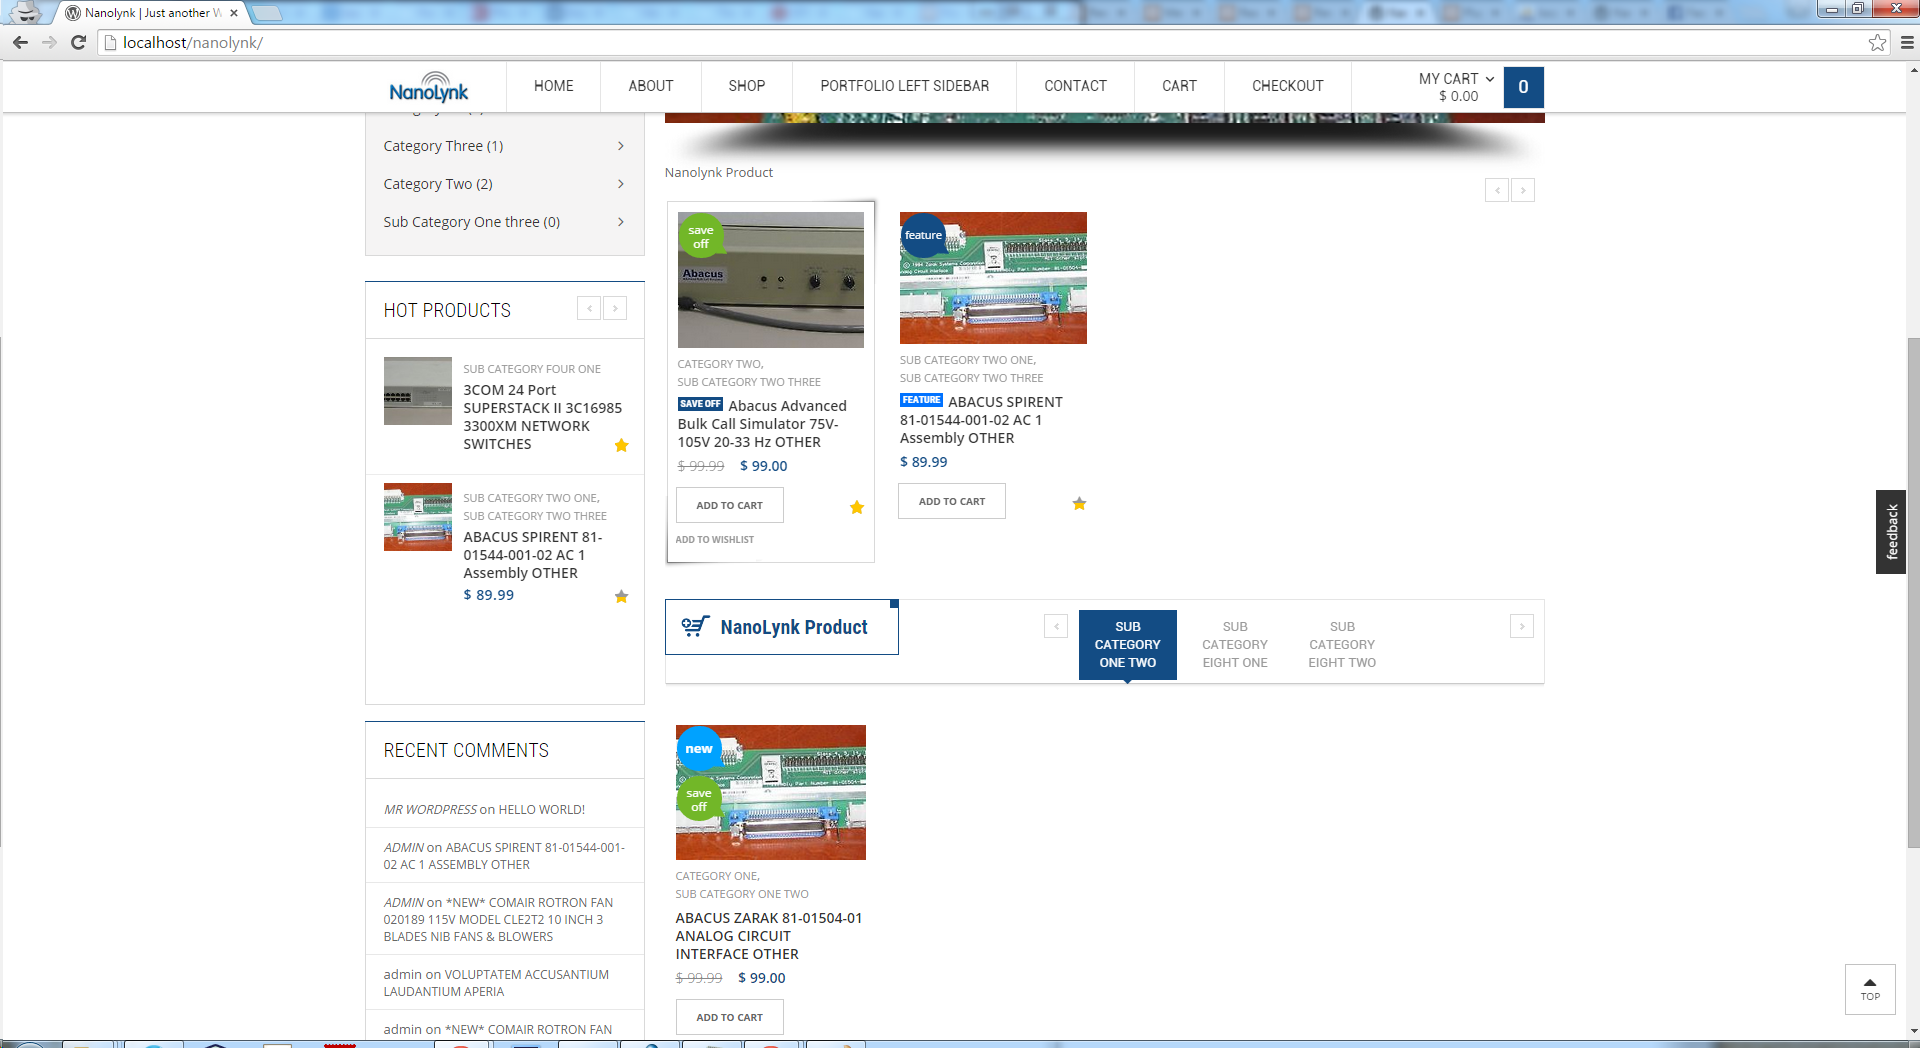 Nanolynk | Just another W
localhost/nanolynk/
NanoLynk
HOME
ABOUT
SHOP
PORTFOLIO LEFT SIDEBAR
CONTACT
CART
CHECKOUT
MY CART
$ 0.00
0
Category Three (1)
Category Two (2)
Sub Category One three (0)
HOT PRODUCTS
SUB CATEGORY FOUR ONE
3COM 24 Port
SUPERSTACK II 3C16985
3300XM NETWORK
SWITCHES
SUB CATEGORY TWO ONE,
SUB CATEGORY TWO THREE
ABACUS SPIRENT 81-
01544-001-02 AC 1
Assembly OTHER
$ 89.99
RECENT COMMENTS
MR WORDPRESS on HELLO WORLD!
ADMIN on ABACUS SPIRENT 81-01544-001-
02 AC 1 ASSEMBLY OTHER
ADMIN on *NEW* COMAIR ROTRON FAN
020189 115V MODEL CLE2T2 10 INCH 3
BLADES NIB FANS & BLOWERS
admin on VOLUPTATEM ACCUSANTIUM
LAUDANTIUM APERIA
admin on *NEW* COMAIR ROTRON FAN
Nanolynk Product
save
off
Abacus
CATEGORY TWO,
SUB CATEGORY TWO THREE
SAVE OFF Abacus Advanced
Bulk Call Simulator 75V-
105V 20-33 Hz OTHER
$ 99.99 $ 99.00
ADD TO CART
ADD TO WISHLIST
feature
SUB CATEGORY TWO ONE,
SUB CATEGORY TWO THREE
FEATURE ABACUS SPIRENT
81-01544-001-02 AC 1
Assembly OTHER
$ 89.99
ADD TO CART
NanoLynk Product
SUB
CATEGORY
ONE TWO
SUB
CATEGORY
EIGHT ONE
SUB
CATEGORY
EIGHT TWO
new
save
off
CATEGORY ONE,
SUB CATEGORY ONE TWO
ABACUS ZARAK 81-01504-01
ANALOG CIRCUIT
INTERFACE OTHER
$ 99.99 $ 99.00
ADD TO CART
feedback
TOP